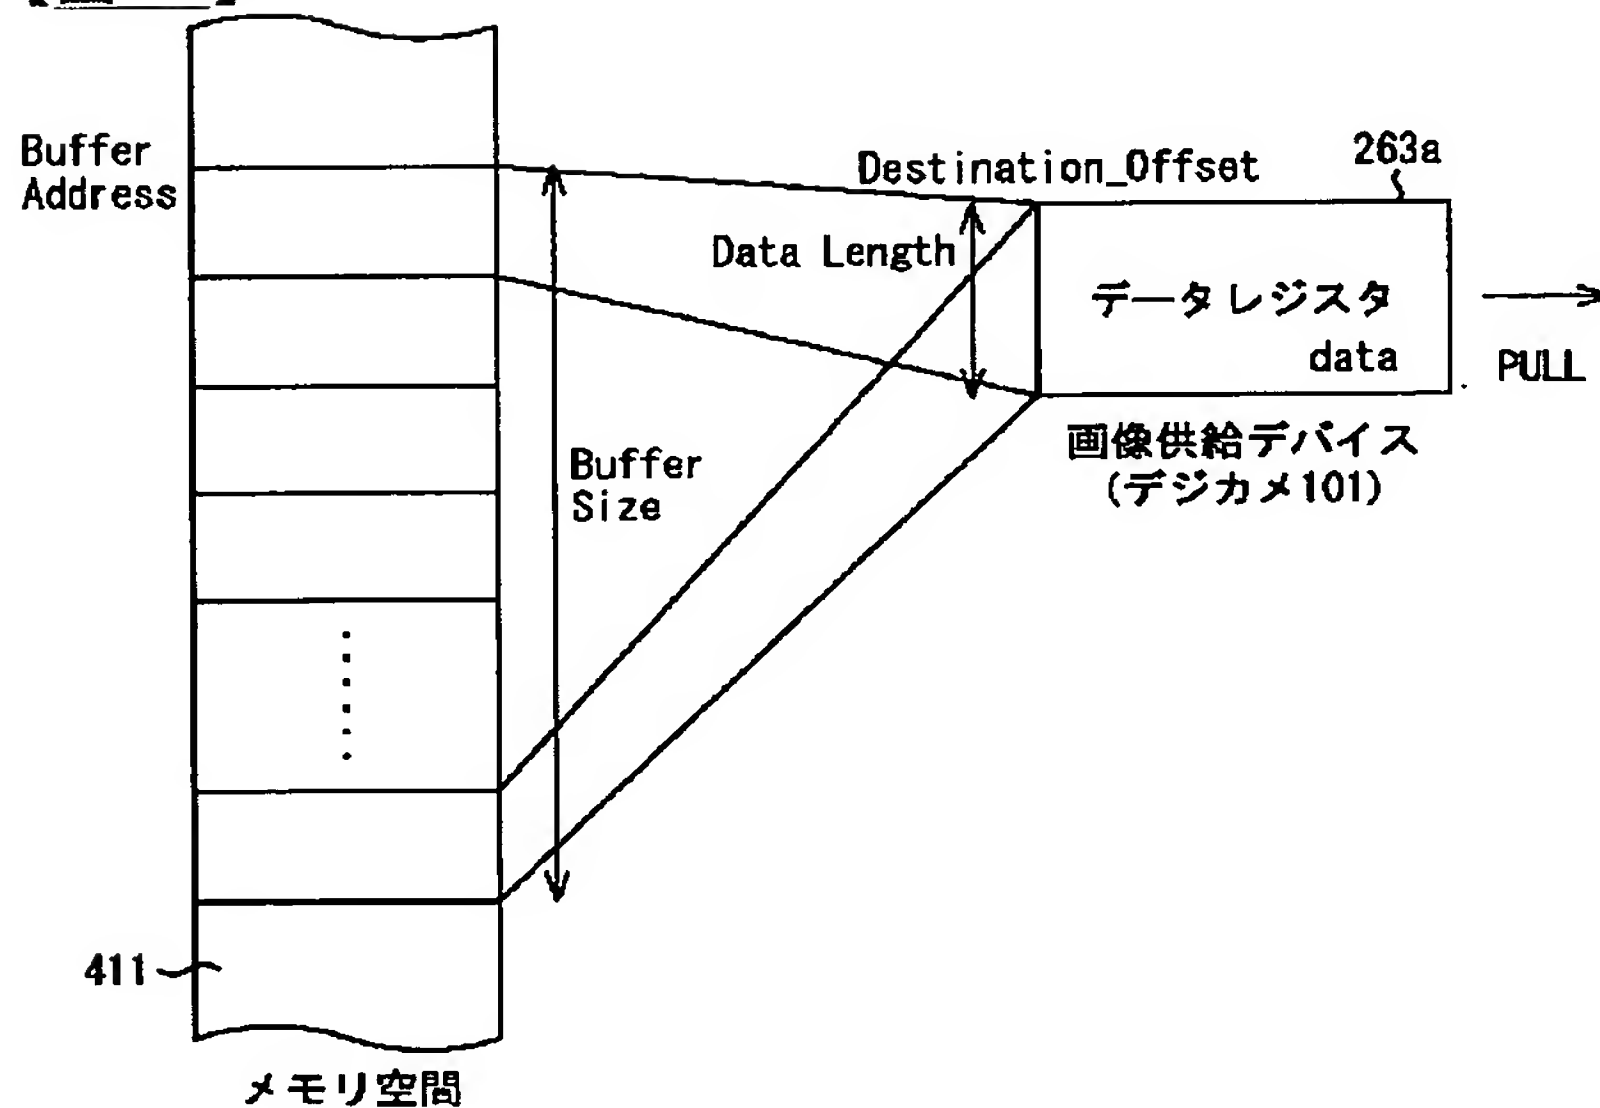 Buffer
Address
Destination_Offset
263a
Data Length
データレジスタ
data
PULL
画像供給デバイス
(デジカメ101)
Buffer
Size
411
メモリ空間